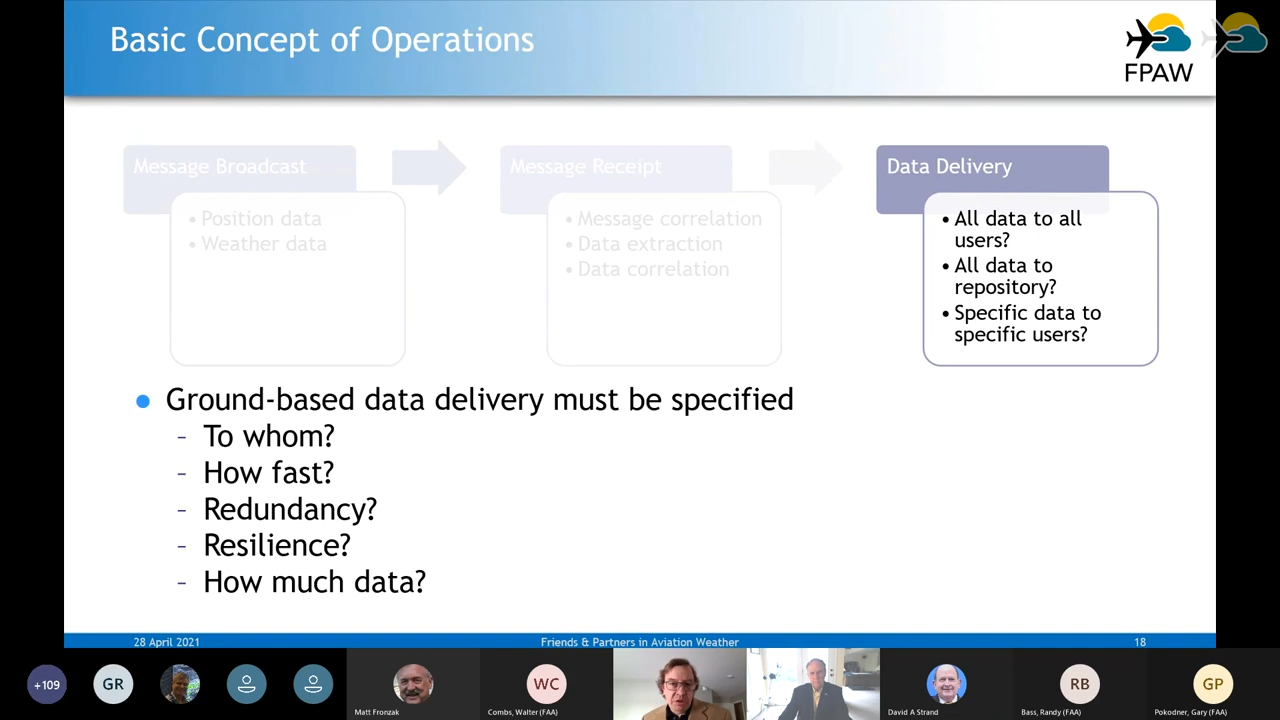 Basic Concept of Operations
FPAW
Message Broadcast
• Position data
• Weather data
Message Receipt
• Message correlation
• Data extraction
• Data correlation
Data Delivery
• All data to all
users?
• All data to
repository?
• Specific data to
specific users?
Ground-based data delivery must be specified
– To whom?
– How fast?
– Redundancy?
– Resilience?
– How much data?
28 April 2021
Friends & Partners in Aviation Weather
18
+109
GR
Matt Fronzak
WC
Combs, Walter (FAA)
David A Strand
RB
Bass, Randy (FAA)
GP
Pokodner, Gary (FAA)